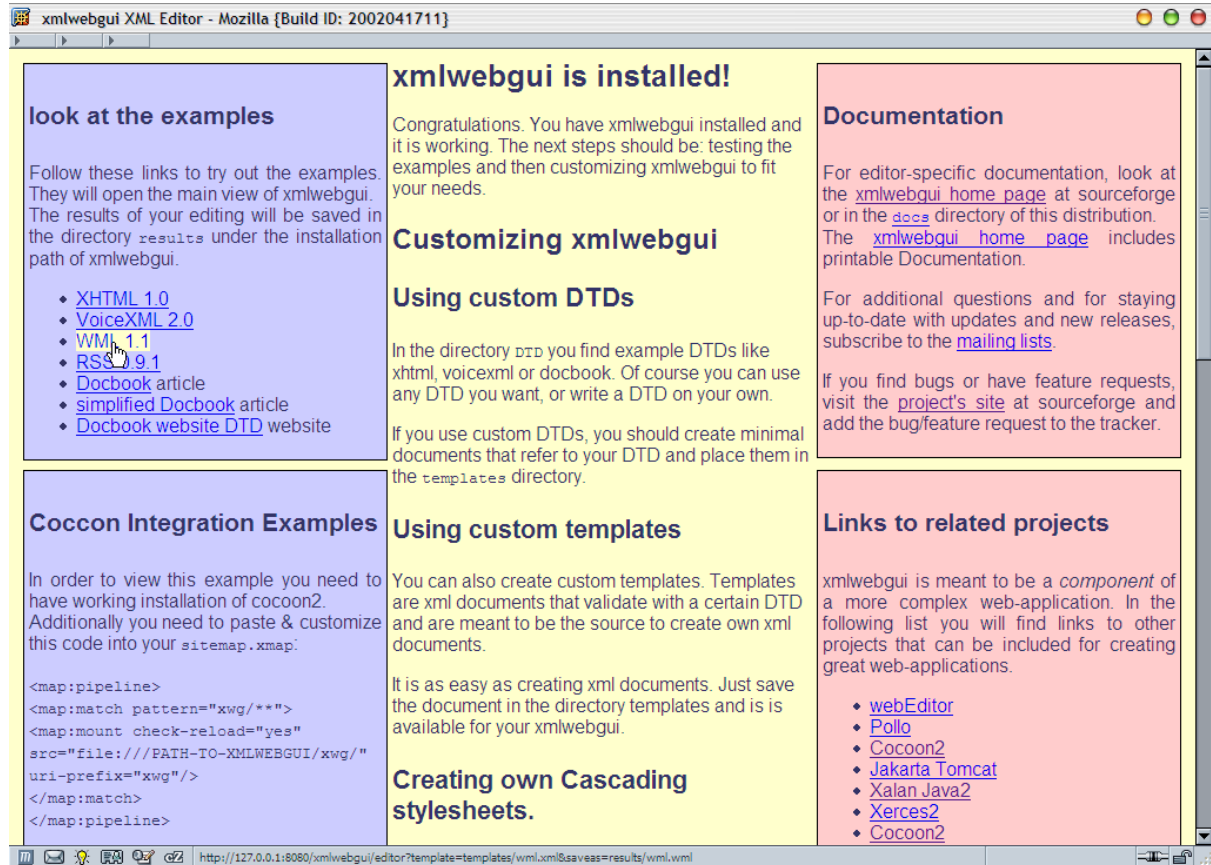 xmlwebgui XML Editor - Mozilla {Build ID: 2002041711}
look at the examples
Follow these links to try out the examples.
They will open the main view of xmlwebgui.
The results of your editing will be saved in
the directory results under the installation
path of xmlwebgui.
XHTML 1.0
VoiceXML 2.0
WML 1.1
RSS 0.9.1
Docbook article
simplified Docbook article
Docbook website DTD website
Coccon Integration Examples
In order to view this example you need to
have working installation of cocoon2.
Additionally you need to paste & customize
this code into your sitemap.xmap:
<map:pipeline>
<map:match pattern="xwg/**">
<map:mount check-reload="yes"
src="file:///PATH-TO-XMLWEBGUI/xwg/"
uri-prefix="xwg"/>
</map:match>
</map:pipeline>
xmlwebgui is installed!
Congratulations. You have xmlwebgui installed and
it is working. The next steps should be: testing the
examples and then customizing xmlwebgui to fit
your needs.
Customizing xmlwebgui
Using custom DTDs
In the directory DTD you find example DTDs like
xhtml, voicexml or docbook. Of course you can use
any DTD you want, or write a DTD on your own.
If you use custom DTDs, you should create minimal
documents that refer to your DTD and place them in
the templates directory.
Using custom templates
You can also create custom templates. Templates
are xml documents that validate with a certain DTD
and are meant to be the source to create own xml
documents.
It is as easy as creating xml documents. Just save
the document in the directory templates and is is
available for your xmlwebgui.
Creating own Cascading
stylesheets.
Documentation
For editor-specific documentation, look at
the xmlwebgui home page at sourceforge
or in the docs directory of this distribution.
The xmlwebgui home page includes
printable Documentation.
For additional questions and for staying
up-to-date with updates and new releases,
subscribe to the mailing lists.
If you find bugs or have feature requests,
visit the project's site at sourceforge and
add the bug/feature request to the tracker.
Links to related projects
xmlwebgui is meant to be a component of
a more complex web-application. In the
following list you will find links to other
projects that can be included for creating
great web-applications.
webEditor
Pollo
Cocoon2
Jakarta Tomcat
Xalan Java2
Xerces2
Cocoon2
http://127.0.0.1:8080/xmlwebgui/editor?template=templates/wml.xml&saveas=results/wml.wml